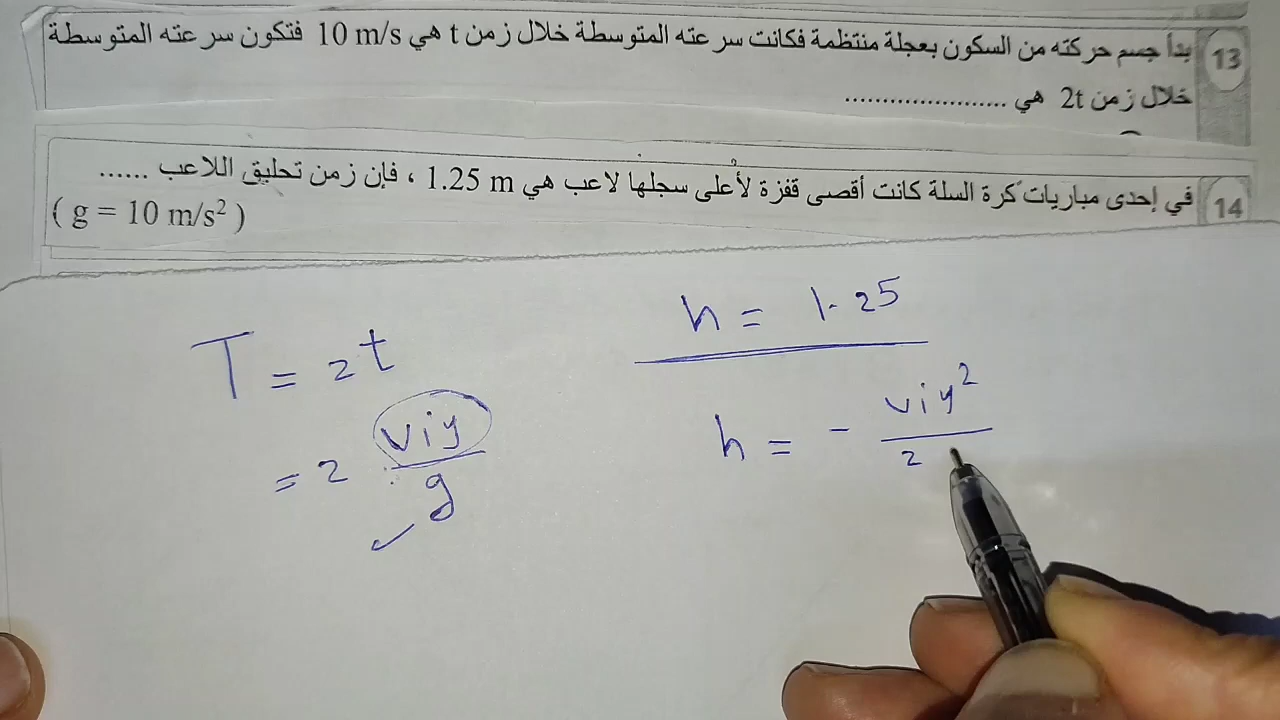 13 بدأ جسم حركته من السكون بعجلة منتظمة فكانت سرعته المتوسطة خلال زمن t هي 10 m/s فتكون سرعته المتوسطة
خلال زمن 2t هي ......................
14 في إحدى مباريات كرة السلة كانت أقصى قفزة لأعلى سجلها لاعب هي 1.25 m ، فإن زمن تحليق اللاعب ......
( g = 10 m/s² )
h = 1.25
T = 2t
h = - viy²/2
= 2 viy/g